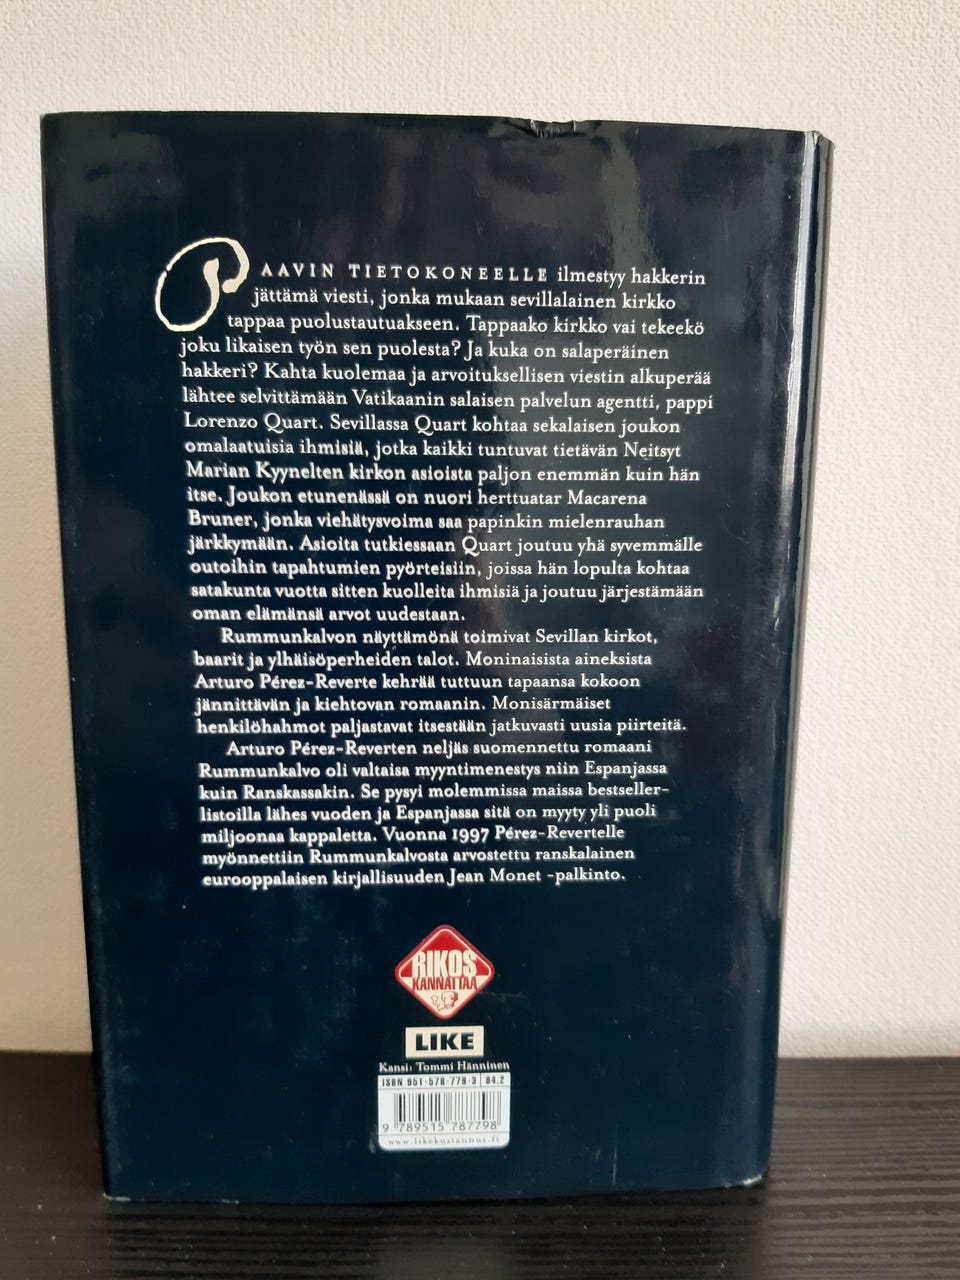 PAAVIN TIETOKONEELLE ilmestyy hakkerin
jättämä viesti, jonka mukaan sevillalainen kirkko
tappaa puolustautuakseen. Tappaako kirkko vai tekeekö
joku likaisen työn sen puolesta? Ja kuka on salaperäinen
hakkeri? Kahta kuolemaa ja arvoituksellisen viestin alkuperää
lähtee selvittämään Vatikaanin salaisen palvelun agentti, pappi
Lorenzo Quart. Sevillassa Quart kohtaa sekalaisen joukon
omalaatuisia ihmisiä, jotka kaikki tuntuvat tietävän Neitsyt
Marian Kyynelten kirkon asioista paljon enemmän kuin hän
itse. Joukon etunenässä on nuori herttuatar Macarena
Bruner, jonka viehätysvoima saa papinkin mielenrauhan
järkkymään. Asioita tutkiessaan Quart joutuu yhä syvemmälle
outoihin tapahtumien pyörteisiin, joissa hän lopulta kohtaa
satakunta vuotta sitten kuolleita ihmisiä ja joutuu järjestämään
oman elämänsä arvot uudestaan.
Rummunkalvon näyttämönä toimivat Sevillan kirkot,
baarit ja ylhäisöperheiden talot. Moninaisista aineksista
Arturo Pérez-Reverte kehrää tuttuun tapaansa kokoon
jännittävän ja kiehtovan romaanin. Monisärmäiset
henkilöhahmot paljastavat itsestään jatkuvasti uusia piirteitä.
Arturo Pérez-Reverten neljäs suomennettu romaani
Rummunkalvo oli valtaisa myyntimenestys niin Espanjassa
kuin Ranskassakin. Se pysyi molemmissa maissa bestseller-
listoilla lähes vuoden ja Espanjassa sitä on myyty yli puoli
miljoonaa kappaletta. Vuonna 1997 Pérez-Revertelle
myönnettiin Rummunkalvosta arvostettu ranskalainen
eurooppalaisen kirjallisuuden Jean Monet -palkinto.
RIKOS
KANNATTAA
LIKE
Kansi: Tommi Hänninen
ISBN 951-578-779-3 84.2
9 789515 787798
www.likekustannus.fi